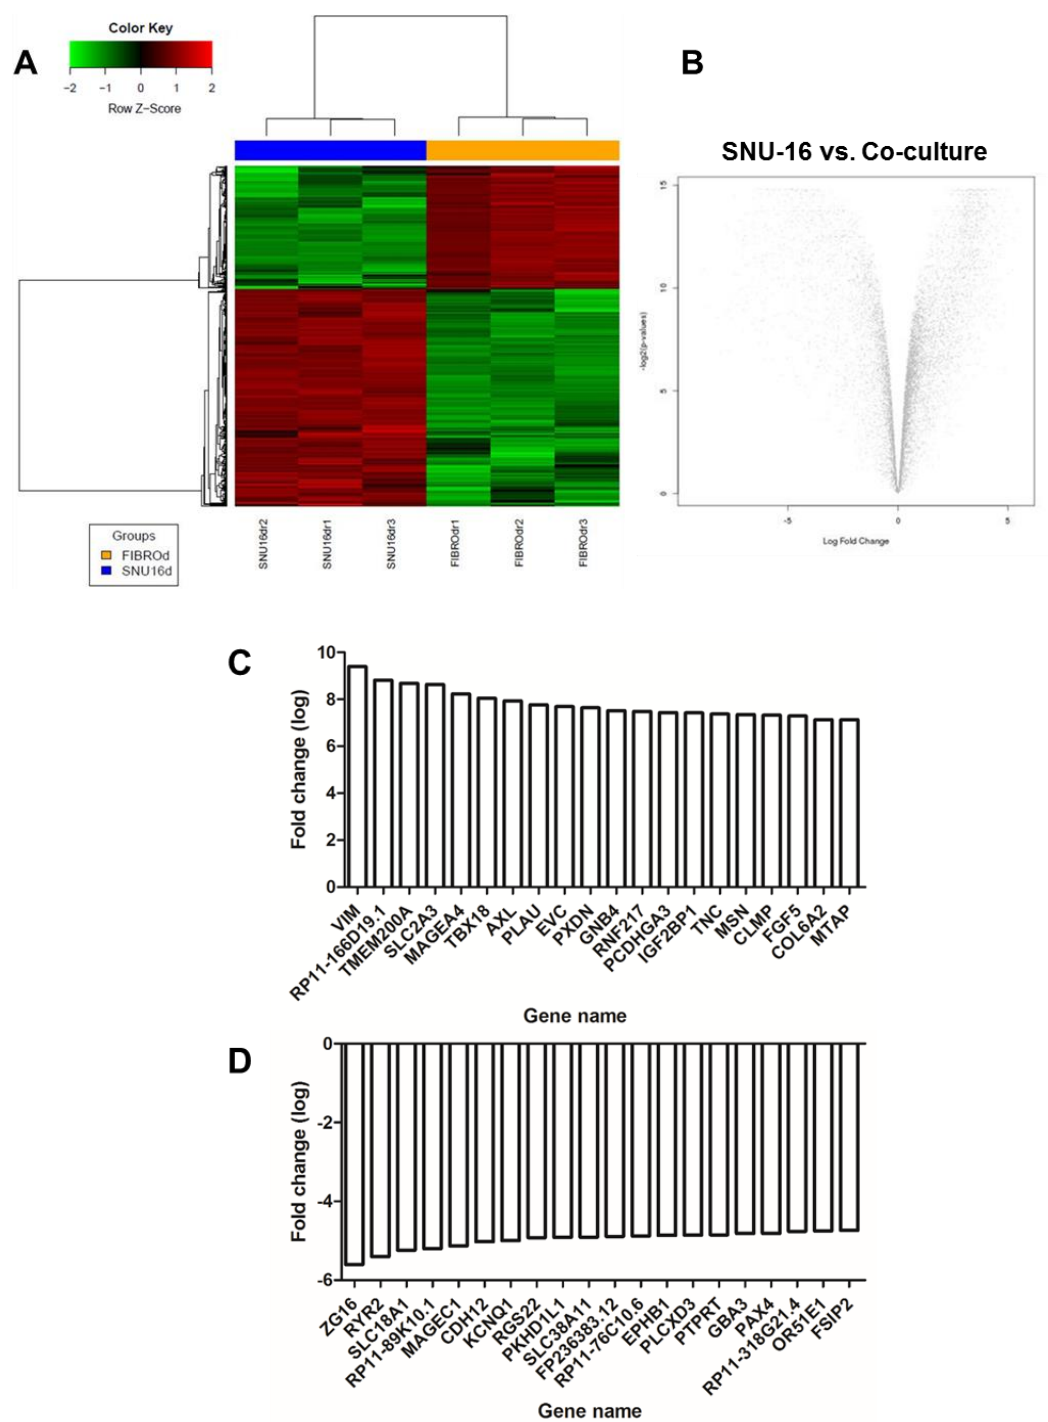 A
Color Key
−2 −1 0 1 2
Row Z−Score
SNU16dr2
SNU16dr1
SNU16dr3
FIBROdr1
FIBROdr2
FIBROdr3
Groups
FIBROd
SNU16d
B
SNU-16 vs. Co-culture
-log2(p-values)
15
10
5
0
-5 0 5
Log Fold Change
C
Fold change (log)
10
8
6
4
2
0
VIM
RP11-166D19.1
TMEM200A
SLC2A3
MAGEA4
TBX18
AXL
PLAU
EVC
PXDN
GNB4
RNF217
PCDHGA3
IGF2BP1
TNC
MSN
CLMP
FGF5
COL6A2
MTAP
Gene name
D
Fold change (log)
0
-2
-4
-6
ZG16
RYR2
SLC18A1
RP11-89K10.1
MAGEC1
CDH12
KCNQ1
RGS22
PKHD1L1
SLC38A11
FP236383.12
RP11-76C10.6
EPHB1
PLCXD3
PTPRT
GBA3
PAX4
RP11-318G21.4
OR51E1
FSIP2
Gene name